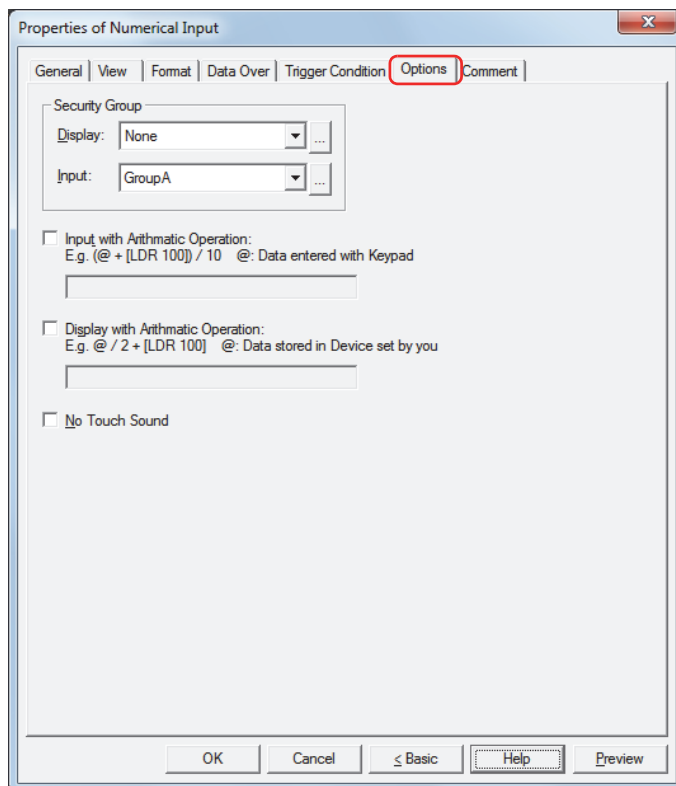 Properties of Numerical Input
General View Format Data Over Trigger Condition Options Comment
Security Group
Display: None ...
Input: GroupA ...
Input with Arithmatic Operation:
E.g. (@ + [LDR 100]) / 10 @: Data entered with Keypad
Display with Arithmatic Operation:
E.g. @ / 2 + [LDR 100] @: Data stored in Device set by you
No Touch Sound
OK Cancel < Basic Help Preview